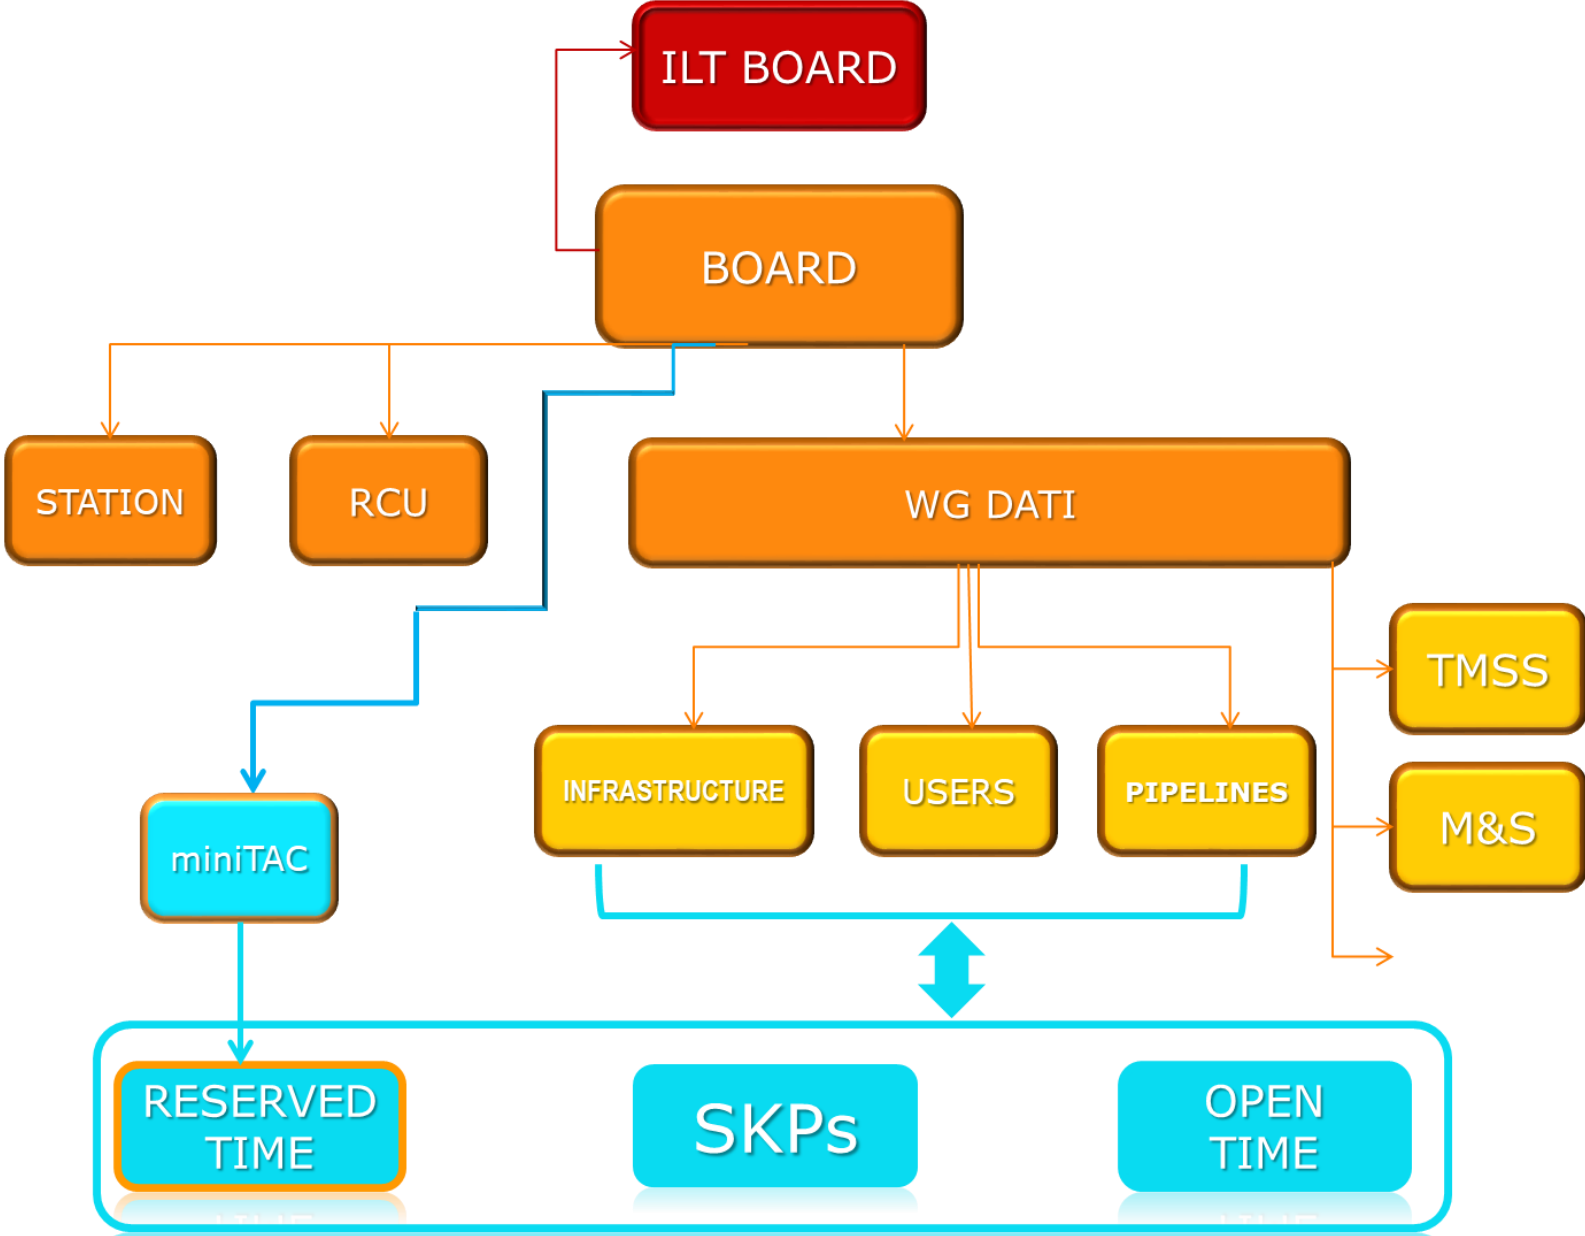 ILT BOARD
BOARD
STATION
RCU
WG DATI
TMSS
INFRASTRUCTURE
USERS
PIPELINES
M&S
miniTAC
RESERVED
TIME
SKPs
OPEN
TIME